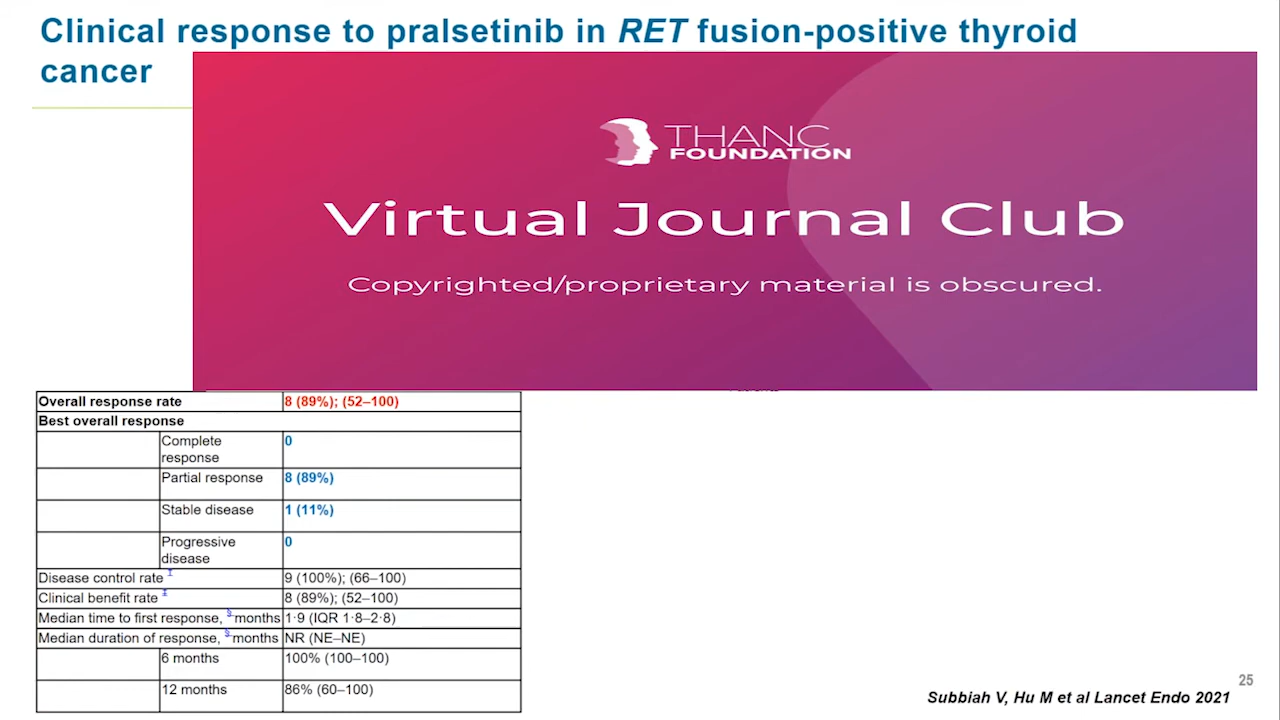 Clinical response to pralsetinib in RET fusion-positive thyroid
cancer
THANC
FOUNDATION
Virtual Journal Club
Copyrighted/proprietary material is obscured.
Overall response rate 8 (89%); (52–100)
Best overall response
Complete response 0
Partial response 8 (89%)
Stable disease 1 (11%)
Progressive disease 0
Disease control rate 9 (100%); (66–100)
Clinical benefit rate ‡ 8 (89%); (52–100)
Median time to first response, § months 1·9 (IQR 1·8–2·8)
Median duration of response, § months NR (NE–NE)
6 months 100% (100–100)
12 months 86% (60–100)
25
Subbiah V, Hu M et al Lancet Endo 2021